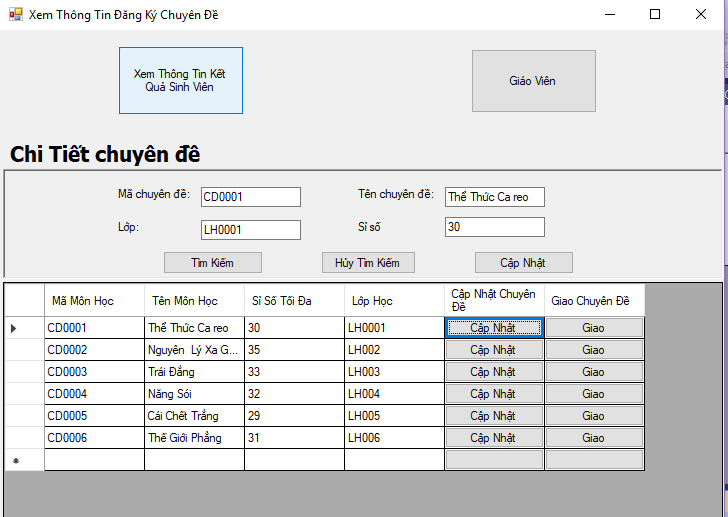 Xem Thông Tin Đăng Ký Chuyên Đề
Xem Thông Tin Kết
Quả Sinh Viên
Giáo Viên
Chi Tiết chuyên đề
Mã chuyên đề: CD0001 Tên chuyên đề: Thể Thức Ca reo
Lớp: LH0001 Sỉ số 30
Tìm Kiếm Hủy Tìm Kiếm Cập Nhật
Mã Môn Học Tên Môn Học Sỉ Số Tối Đa Lớp Học Cập Nhật Chuyên Đề Giao Chuyên Đề
CD0001 Thể Thức Ca reo 30 LH0001 Cập Nhật Giao
CD0002 Nguyên Lý Xa G... 35 LH002 Cập Nhật Giao
CD0003 Trái Đắng 33 LH003 Cập Nhật Giao
CD0004 Năng Sói 32 LH004 Cập Nhật Giao
CD0005 Cái Chết Trắng 29 LH005 Cập Nhật Giao
CD0006 Thế Giới Phẳng 31 LH006 Cập Nhật Giao